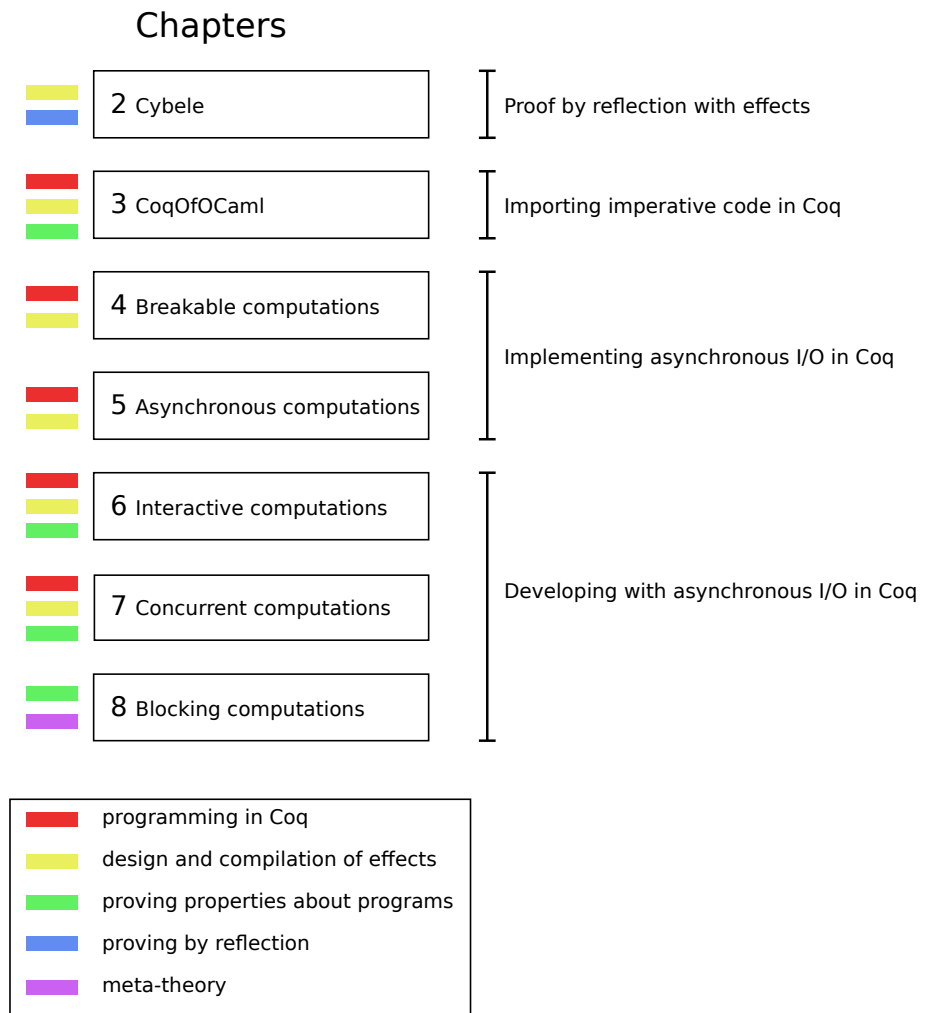 Chapters
2 Cybele
Proof by reflection with effects
3 CoqOfOCaml
Importing imperative code in Coq
4 Breakable computations
Implementing asynchronous I/O in Coq
5 Asynchronous computations
6 Interactive computations
Developing with asynchronous I/O in Coq
7 Concurrent computations
8 Blocking computations
programming in Coq
design and compilation of effects
proving properties about programs
proving by reflection
meta-theory